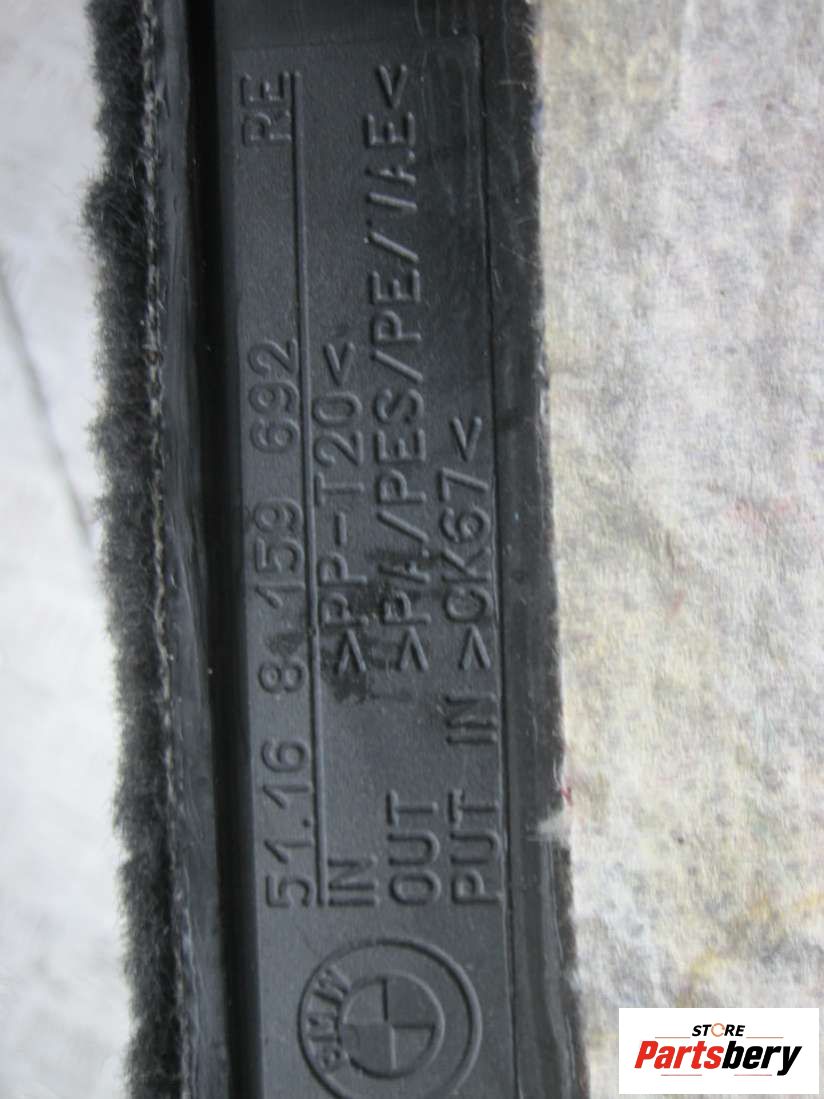 51.16 8 159 692 RE
IN >PP-T20<
OUT >PA/PES/PE/VAE<
PUT IN >CK67<
BMW
STORE
Partsbery